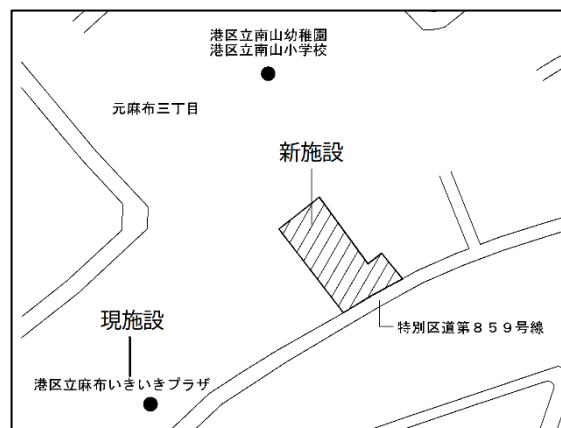 港区立南山幼稚園
港区立南山小学校
元麻布三丁目
新施設
特別区道第８５９号線
現施設
港区立麻布いきいきプラザ